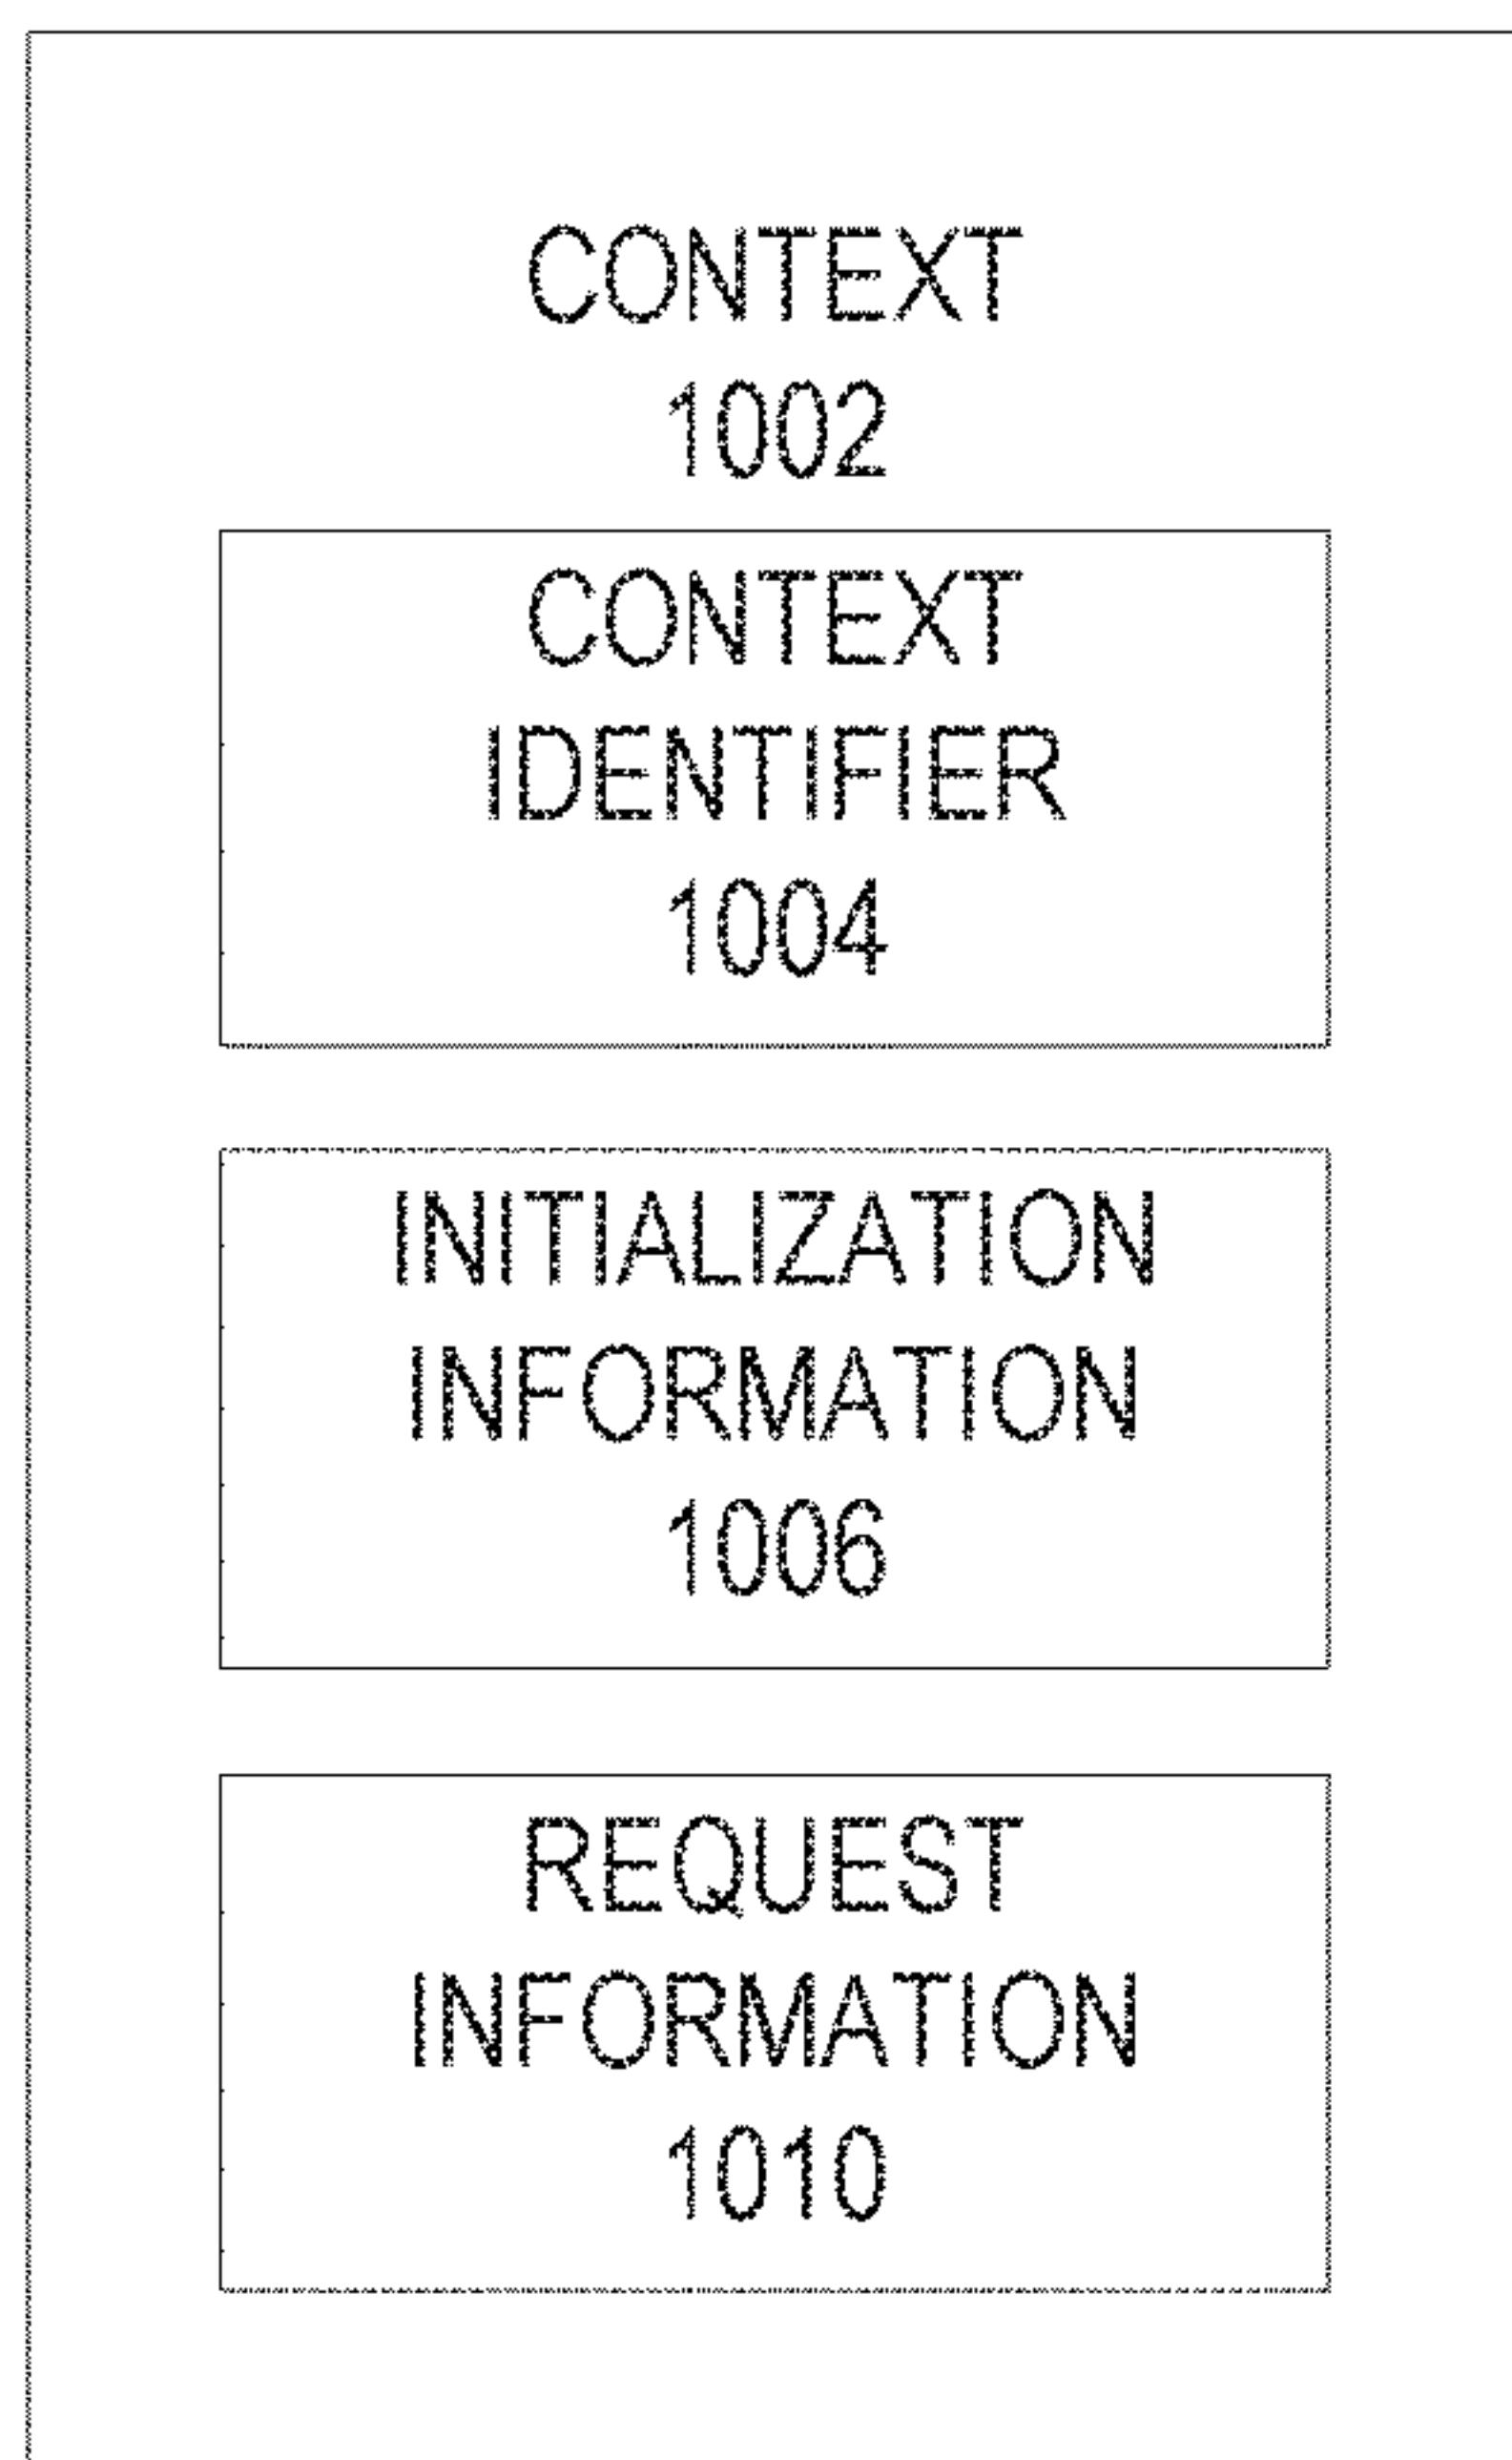 CONTEXT
1002
CONTEXT
IDENTIFIER
1004
INITIALIZATION
INFORMATION
1006
REQUEST
INFORMATION
1010